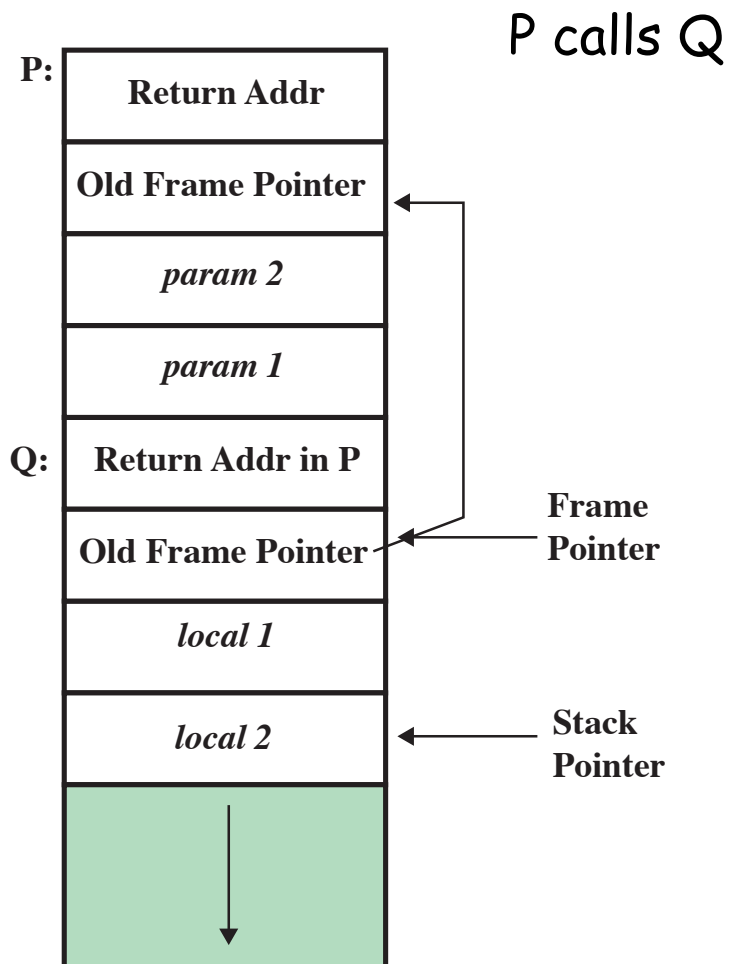 P calls Q
P:
Return Addr
Old Frame Pointer
param 2
param 1
Q:
Return Addr in P
Old Frame Pointer
Frame
Pointer
local 1
local 2
Stack
Pointer